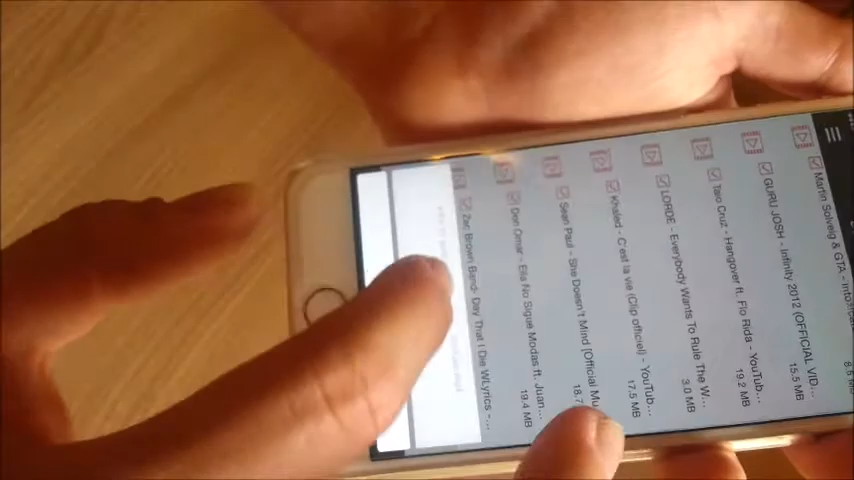 Martin Solveig & GTA - Intox
8.5
GURU JOSH - Infinity 2012 (OFFICIAL VID...
15.5 MB
Taio Cruz - Hangover ft. Flo Rida - YouTub...
19.2 MB
LORDE - Everybody Wants To Rule The W...
3.0 MB
Khaled - C'est la vie (Clip officiel) - YouTub...
17.5 MB
Sean Paul - She Doesn't Mind [Official Mu
18.7
Don Omar - Ella No Sigue Modas ft. Juan
19.4 MB
Zac Brown Band - Day That I Die w/Lyrics-...